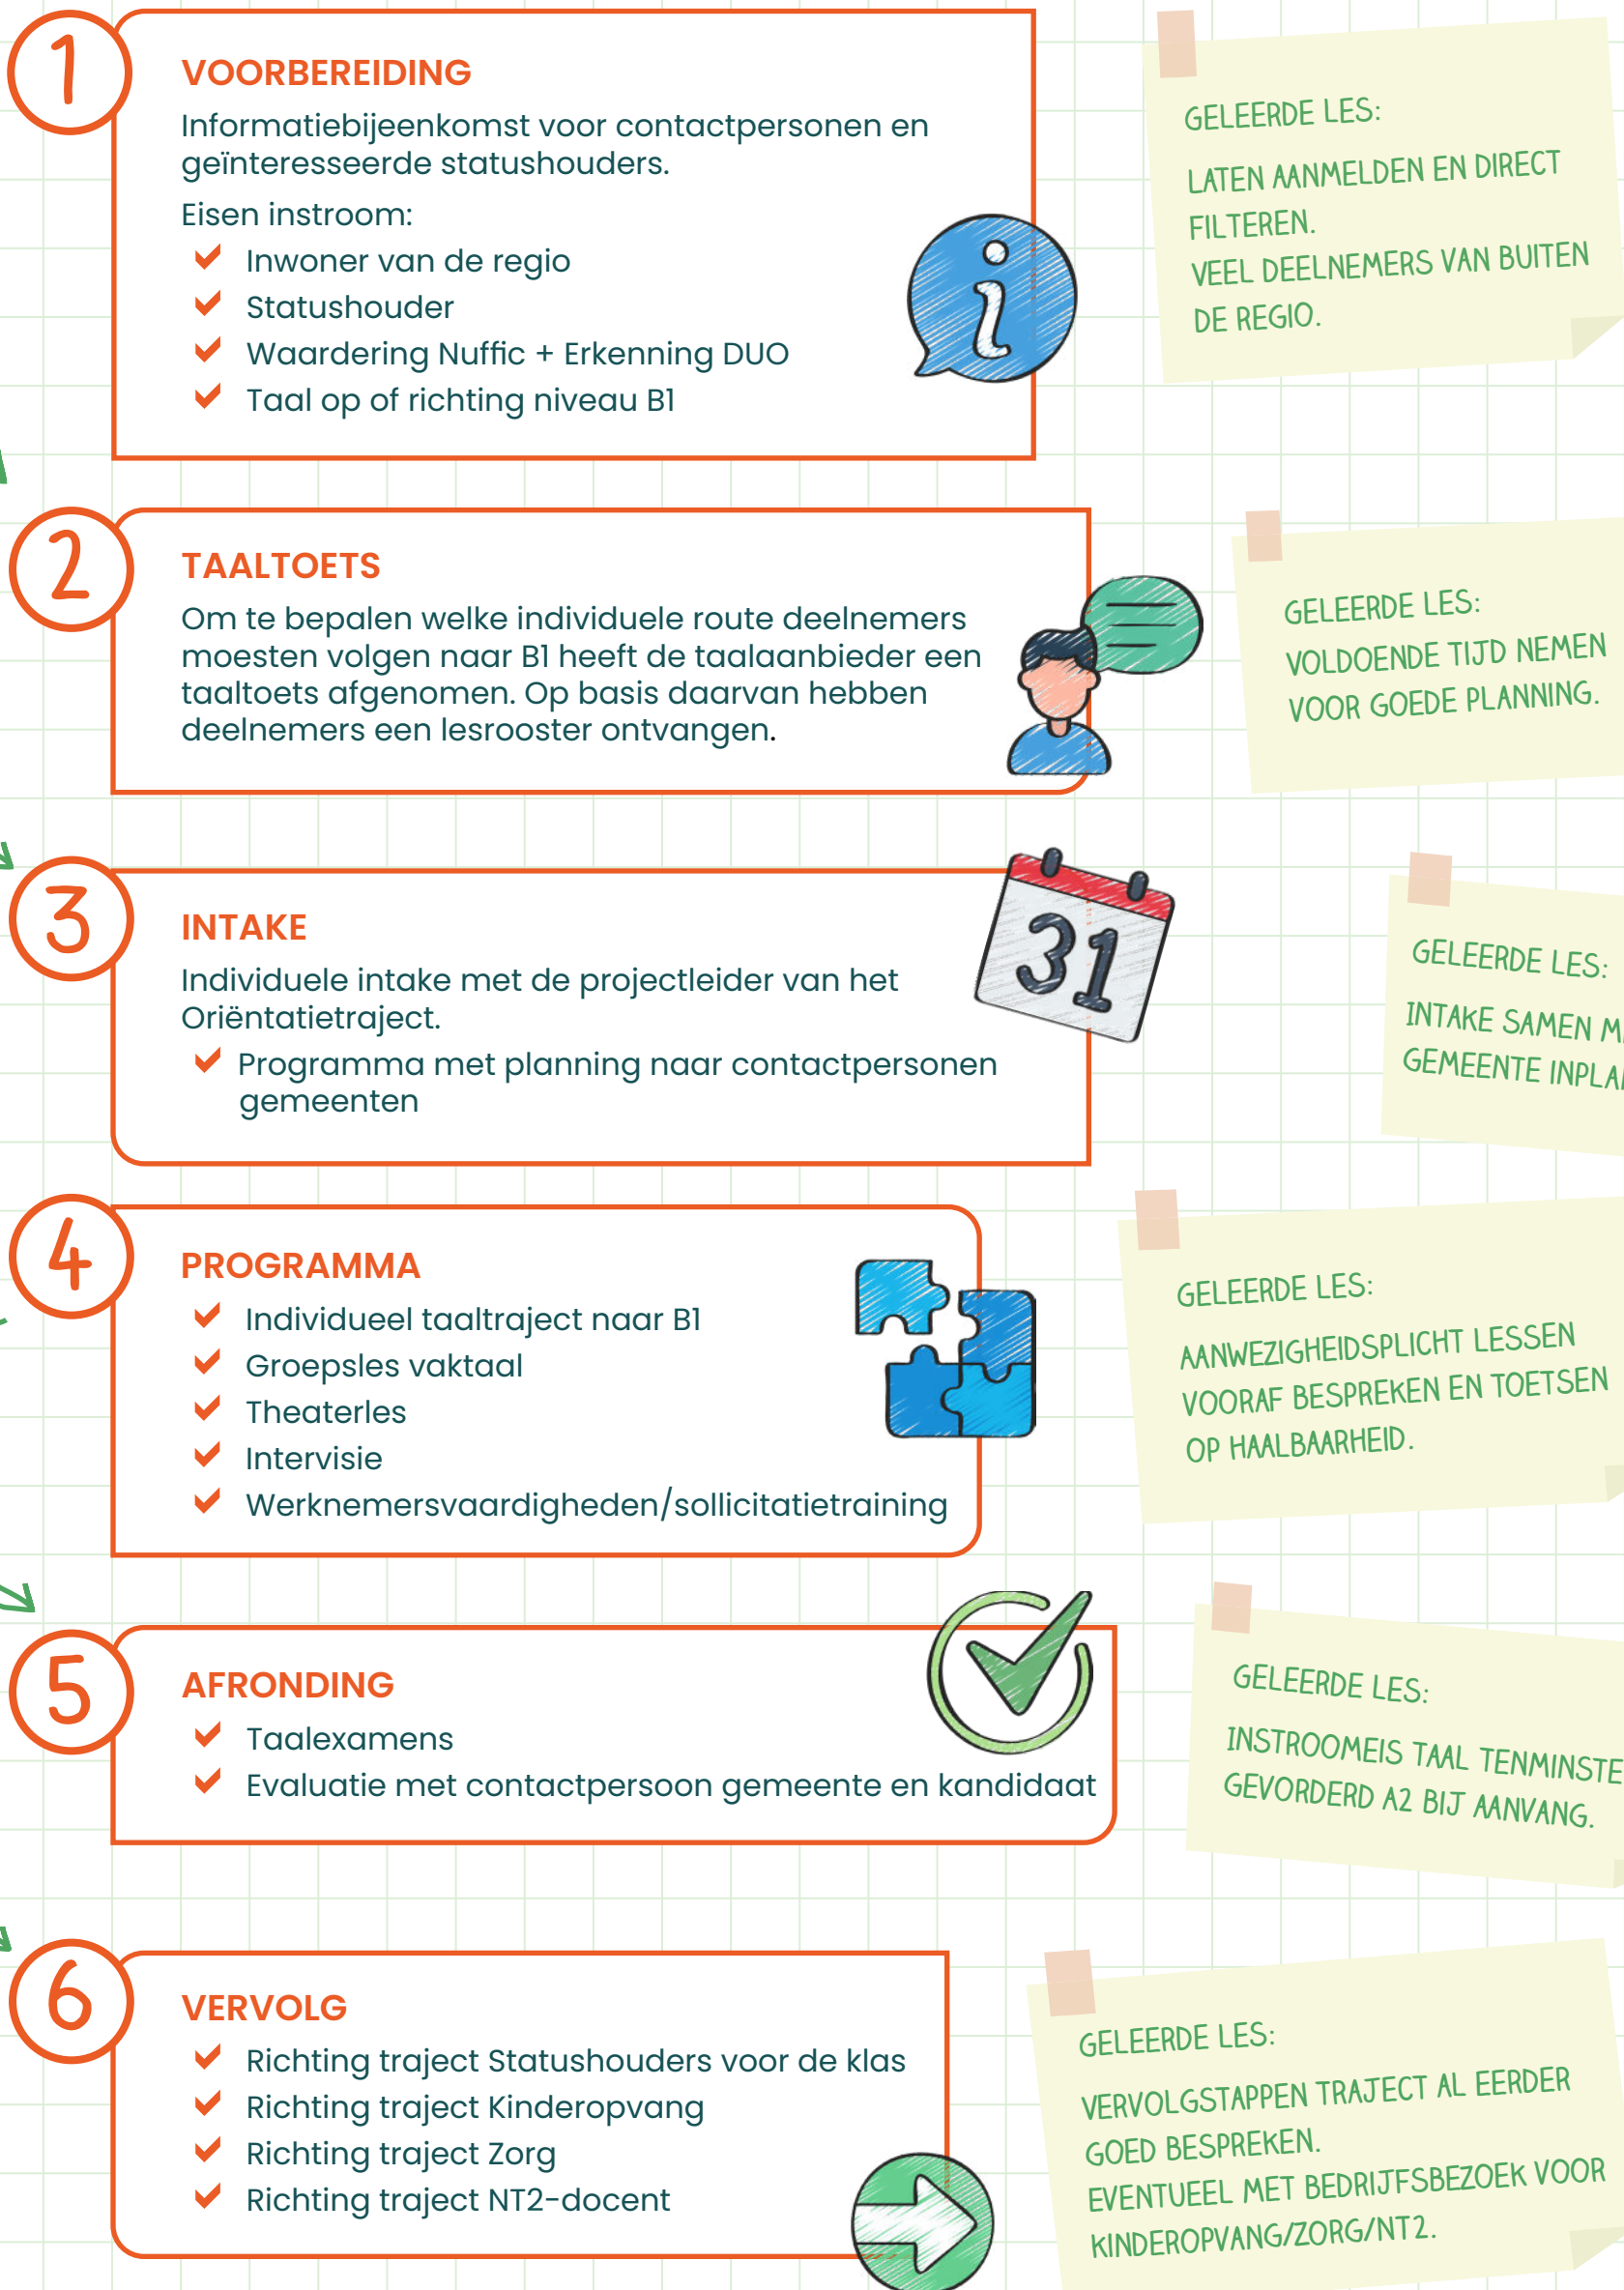 1
VOORBEREIDING
Informatiebijeenkomst voor contactpersonen en
geïnteresseerde statushouders.
Eisen instroom:
Inwoner van de regio
Statushouder
Waardering Nuffic + Erkenning DUO
Taal op of richting niveau B1
GELEERDE LES:
LATEN AANMELDEN EN DIRECT
FILTEREN.
VEEL DEELNEMERS VAN BUITEN
DE REGIO.
2
TAALTOETS
Om te bepalen welke individuele route deelnemers
moesten volgen naar B1 heeft de taalaanbieder een
taaltoets afgenomen. Op basis daarvan hebben
deelnemers een lesrooster ontvangen.
GELEERDE LES:
VOLDOENDE TIJD NEMEN
VOOR GOEDE PLANNING.
3
INTAKE
Individuele intake met de projectleider van het
Oriëntatietraject.
Programma met planning naar contactpersonen
gemeenten
31
GELEERDE LES:
INTAKE SAMEN
GEMEENTE
4
PROGRAMMA
Individueel taaltraject naar B1
Groepsles vaktaal
Theaterles
Intervisie
Werknemersvaardigheden/sollicitatietraining
GELEERDE LES:
AANWEZIGHEIDSPLICHT LESSEN
VOORAF BESPREKEN EN TOETSEN
OP HAALBAARHEID.
5
AFRONDING
Taalexamens
Evaluatie met contactpersoon gemeente en kandidaat
GELEERDE LES:
INSTROOMEIS TAAL TENMINSTE
GEVORDERD A2 BIJ AANVANG.
6
VERVOLG
Richting traject Statushouders voor de klas
Richting traject Kinderopvang
Richting traject Zorg
Richting traject NT2-docent
GELEERDE LES:
VERVOLGSTAPPEN TRAJECT AL EERDER
GOED BESPREKEN.
EVENTUEEL MET BEDRIJFSBEZOEK VOOR
KINDEROPVANG/ZORG/NT2.